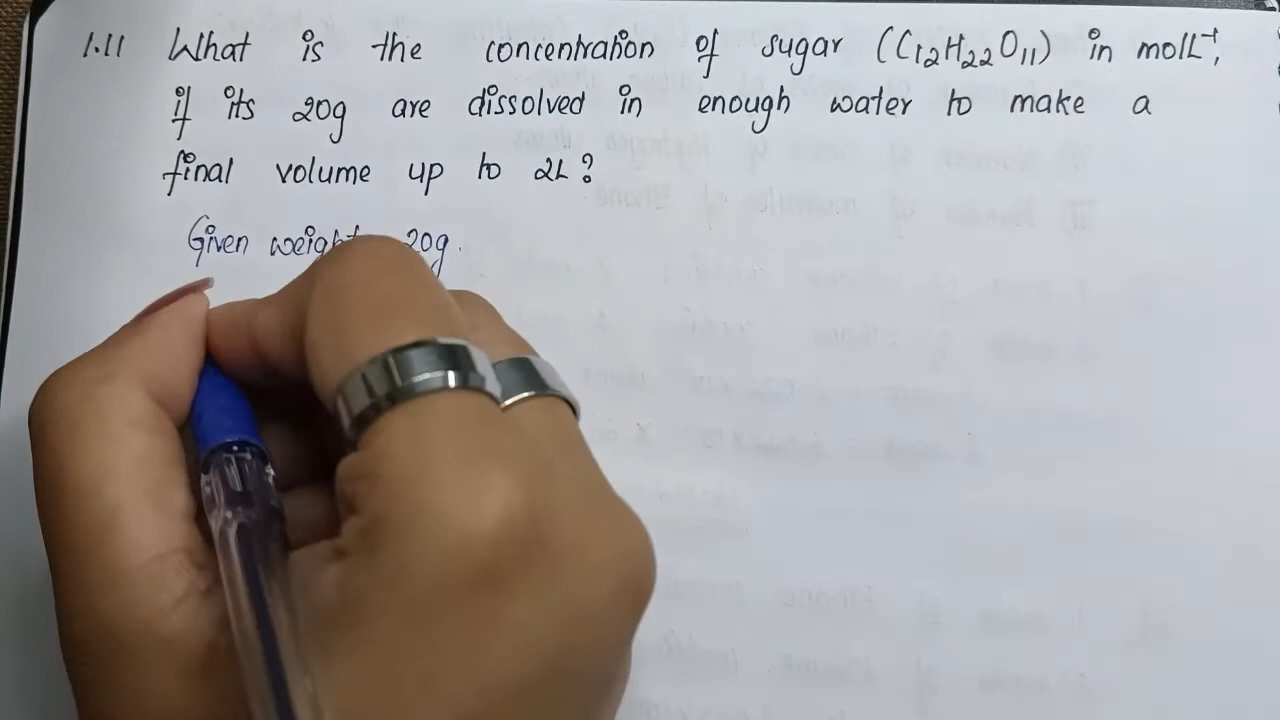 1.11 What is the concentration of sugar (C₁₂H₂₂O₁₁) in molL⁻¹,
if its 20g are dissolved in enough water to make a
final volume up to 2L?
Given weight 20g.